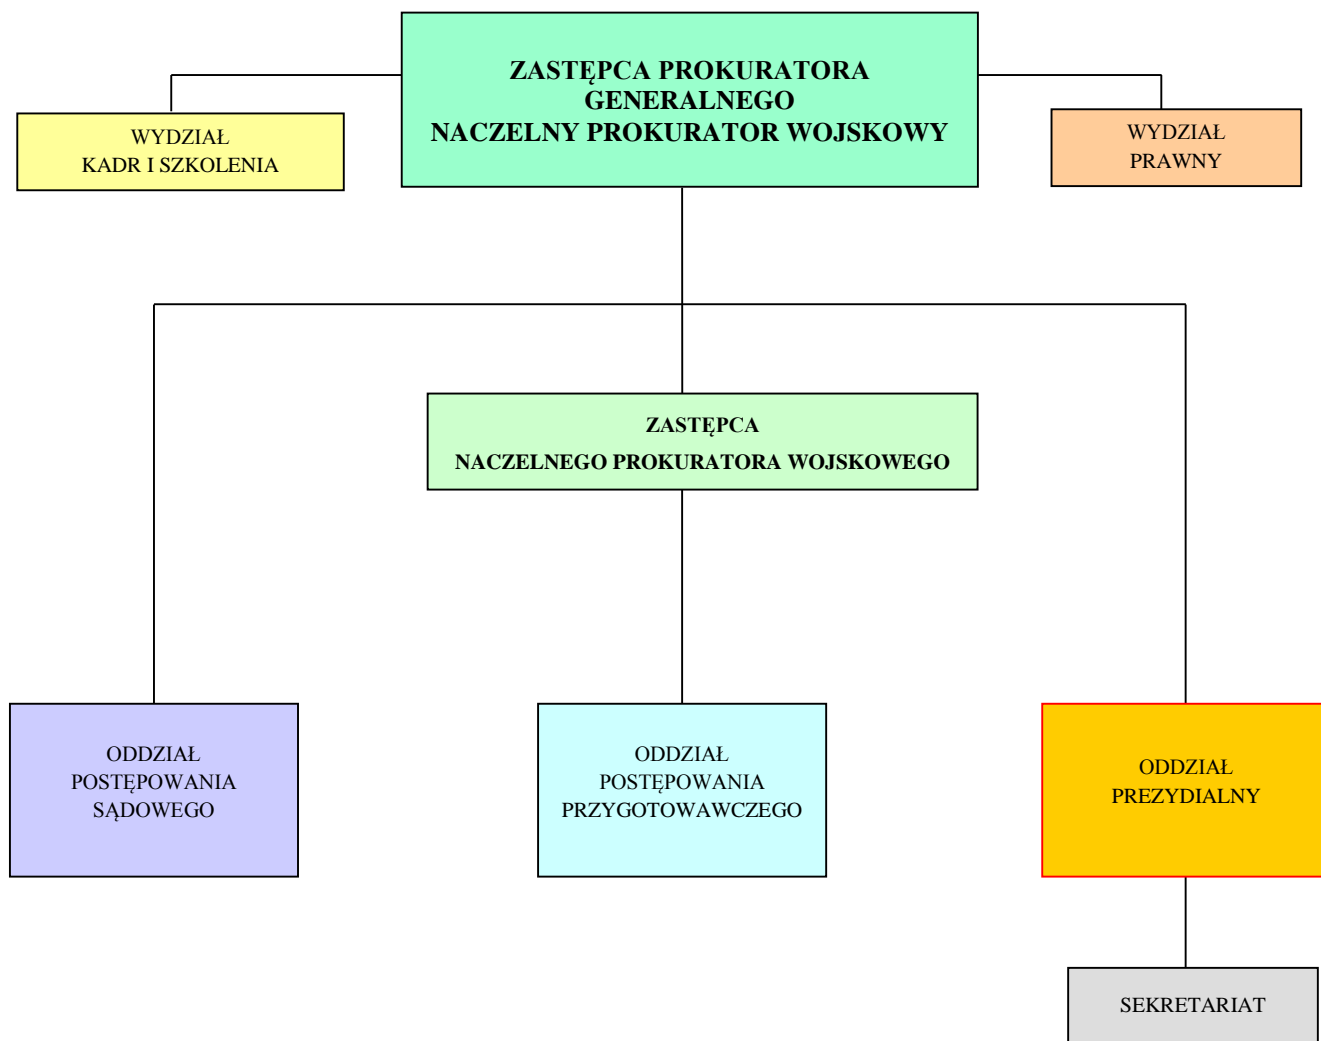 ZASTĘPCA PROKURATORA
GENERALNEGO
NACZELNY PROKURATOR WOJSKOWY
WYDZIAŁ
KADR I SZKOLENIA
WYDZIAŁ
PRAWNY
ZASTĘPCA
NACZELNEGO PROKURATORA WOJSKOWEGO
ODDZIAŁ
POSTĘPOWANIA
SĄDOWEGO
ODDZIAŁ
POSTĘPOWANIA
PRZYGOTOWAWCZEGO
ODDZIAŁ
PREZYDIALNY
SEKRETARIAT